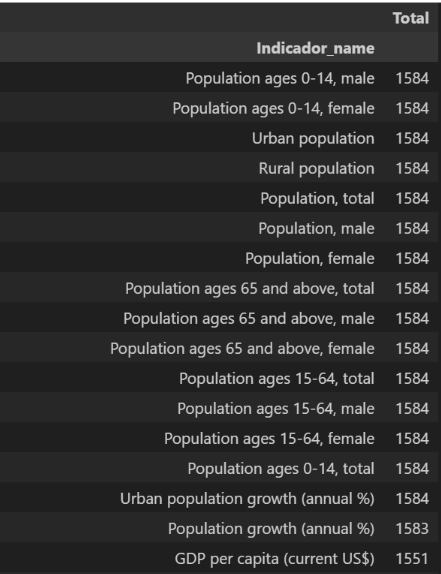 Total
Indicador_name
Population ages 0-14, male 1584
Population ages 0-14, female 1584
Urban population 1584
Rural population 1584
Population, total 1584
Population, male 1584
Population, female 1584
Population ages 65 and above, total 1584
Population ages 65 and above, male 1584
Population ages 65 and above, female 1584
Population ages 15-64, total 1584
Population ages 15-64, male 1584
Population ages 15-64, female 1584
Population ages 0-14, total 1584
Urban population growth (annual %) 1584
Population growth (annual %) 1583
GDP per capita (current US$) 1551